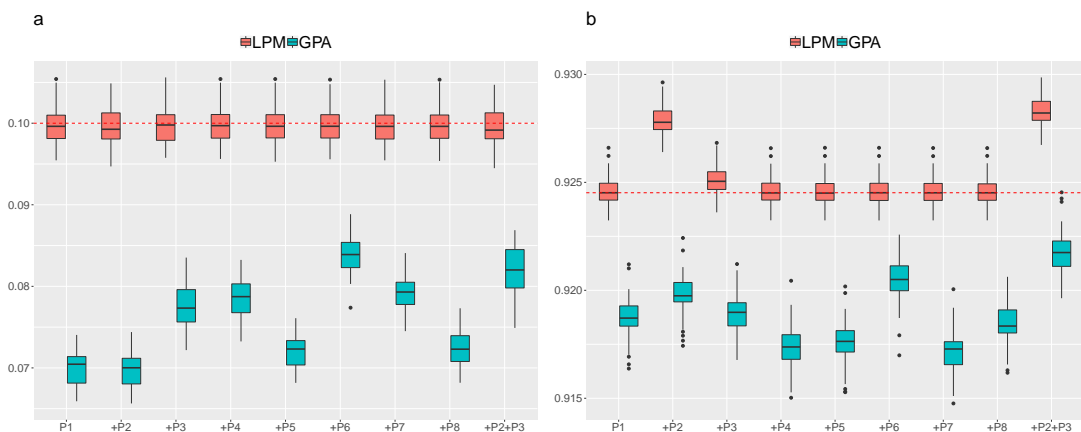 a
LPM GPA
0.10
0.09
0.08
0.07
P1 +P2 +P3 +P4 +P5 +P6 +P7 +P8 +P2+P3
b
LPM GPA
0.930
0.925
0.920
0.915
P1 +P2 +P3 +P4 +P5 +P6 +P7 +P8 +P2+P3